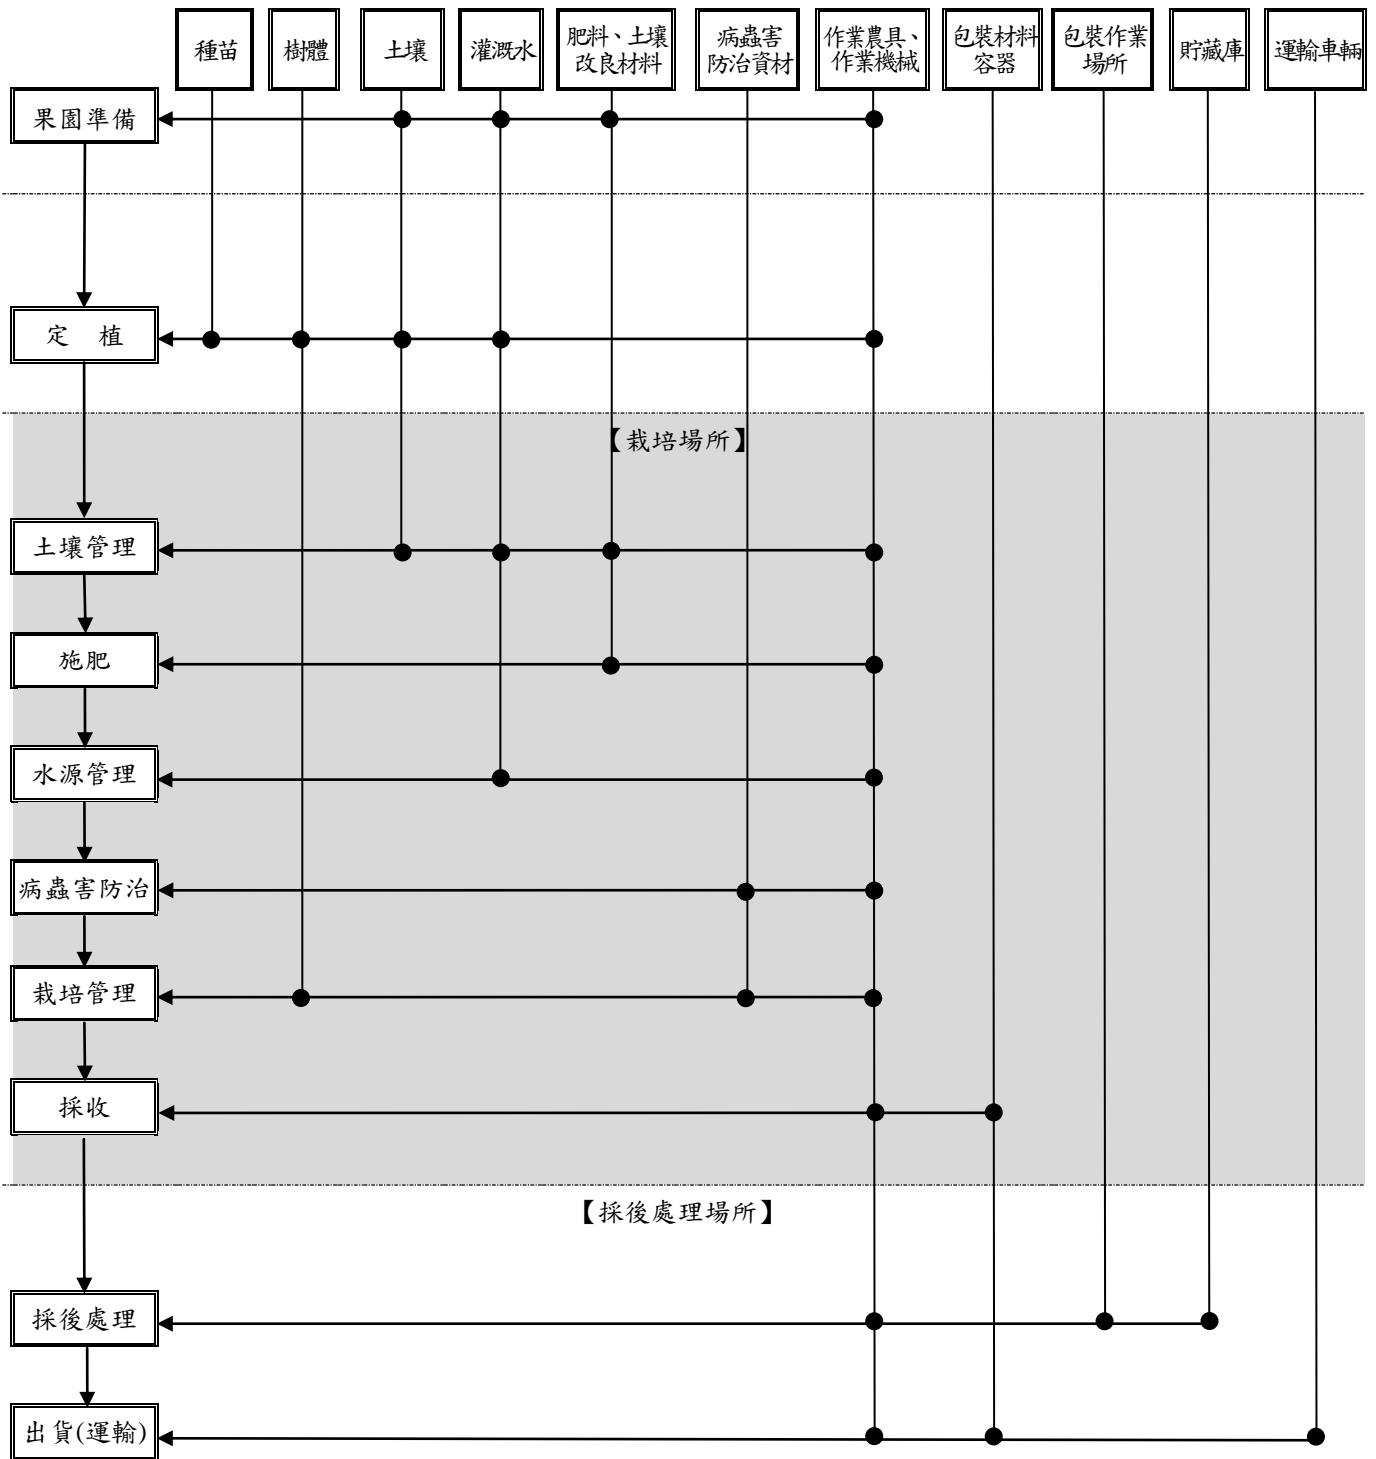 種苗
樹體
土壤
灌溉水
肥料、土壤
改良材料
病蟲害
防治資材
作業農具、
作業機械
包裝材料
容器
包裝作業
場所
貯藏庫
運輸車輛
果園準備
定　植
【栽培場所】
土壤管理
施肥
水源管理
病蟲害防治
栽培管理
採收
【採後處理場所】
採後處理
出貨(運輸)